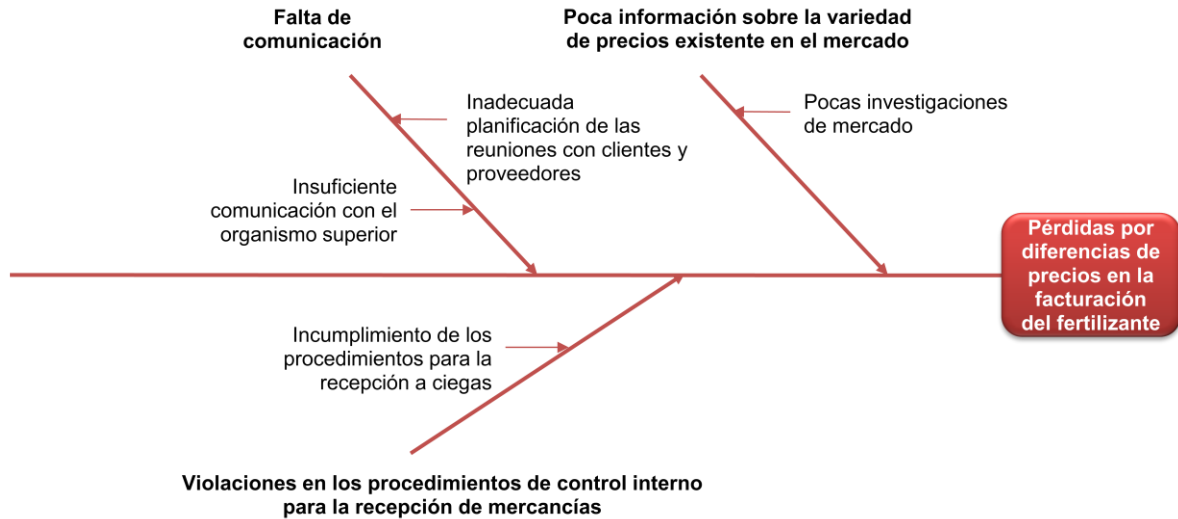 Falta de
comunicación
Poca información sobre la variedad
de precios existente en el mercado
Inadecuada
planificación de las
reuniones con clientes y
proveedores
Pocas investigaciones
de mercado
Insuficiente
comunicación con el
organismo superior
Pérdidas por
diferencias de
precios en la
facturación
del fertilizante
Incumplimiento de los
procedimientos para la
recepción a ciegas
Violaciones en los procedimientos de control interno
para la recepción de mercancías